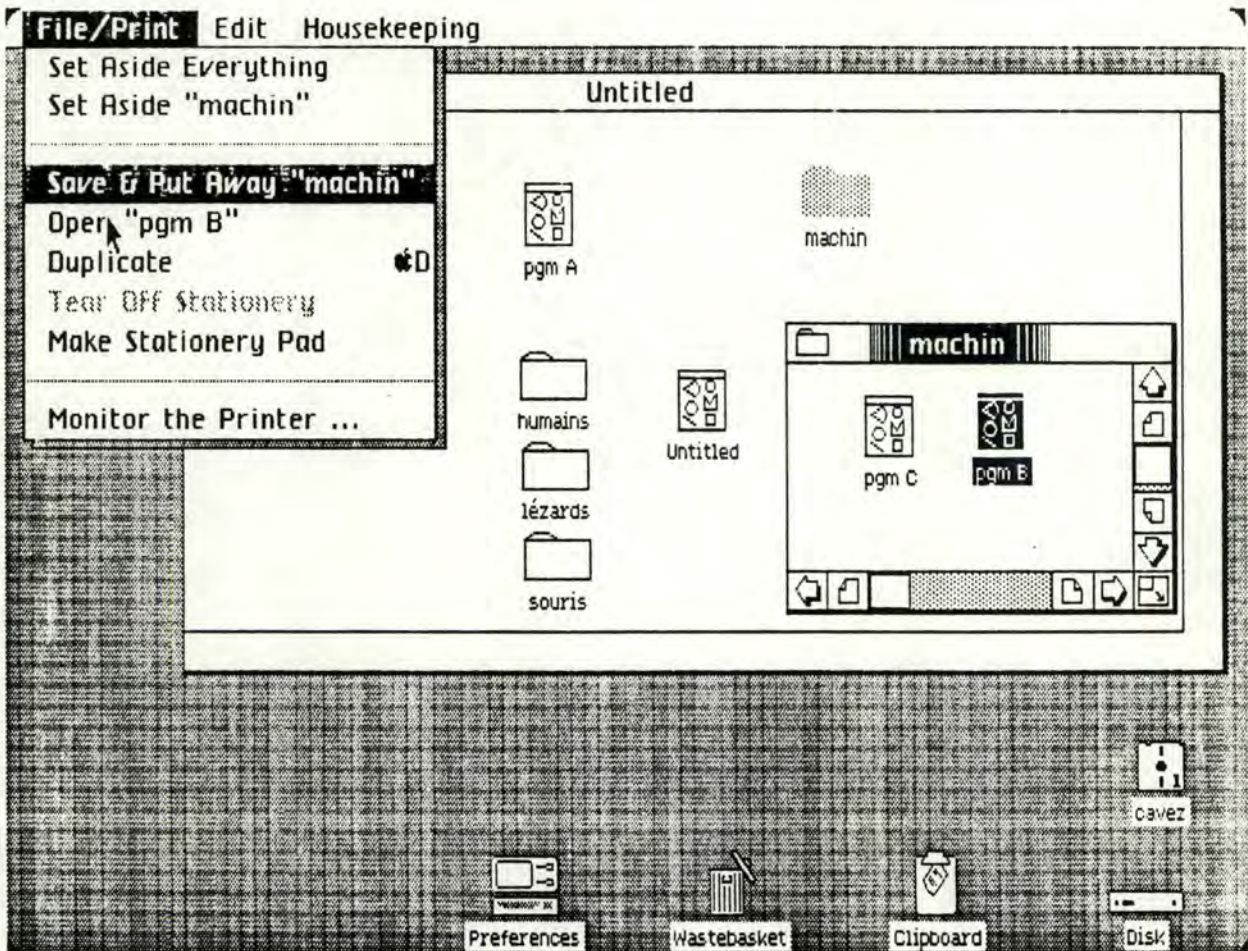 File/Print Edit Housekeeping
Set Aside Everything
Set Aside "machin"
Save & Put Away "machin"
Open "pgm B"
Duplicate D
Tear Off Stationery
Make Stationery Pad
Monitor the Printer ...
Untitled
pgm A
machin
humains
Untitled
lézards
souris
machin
pgm C
pgm B
1
cavez
Preferences
Wastebasket
Clipboard
Disk